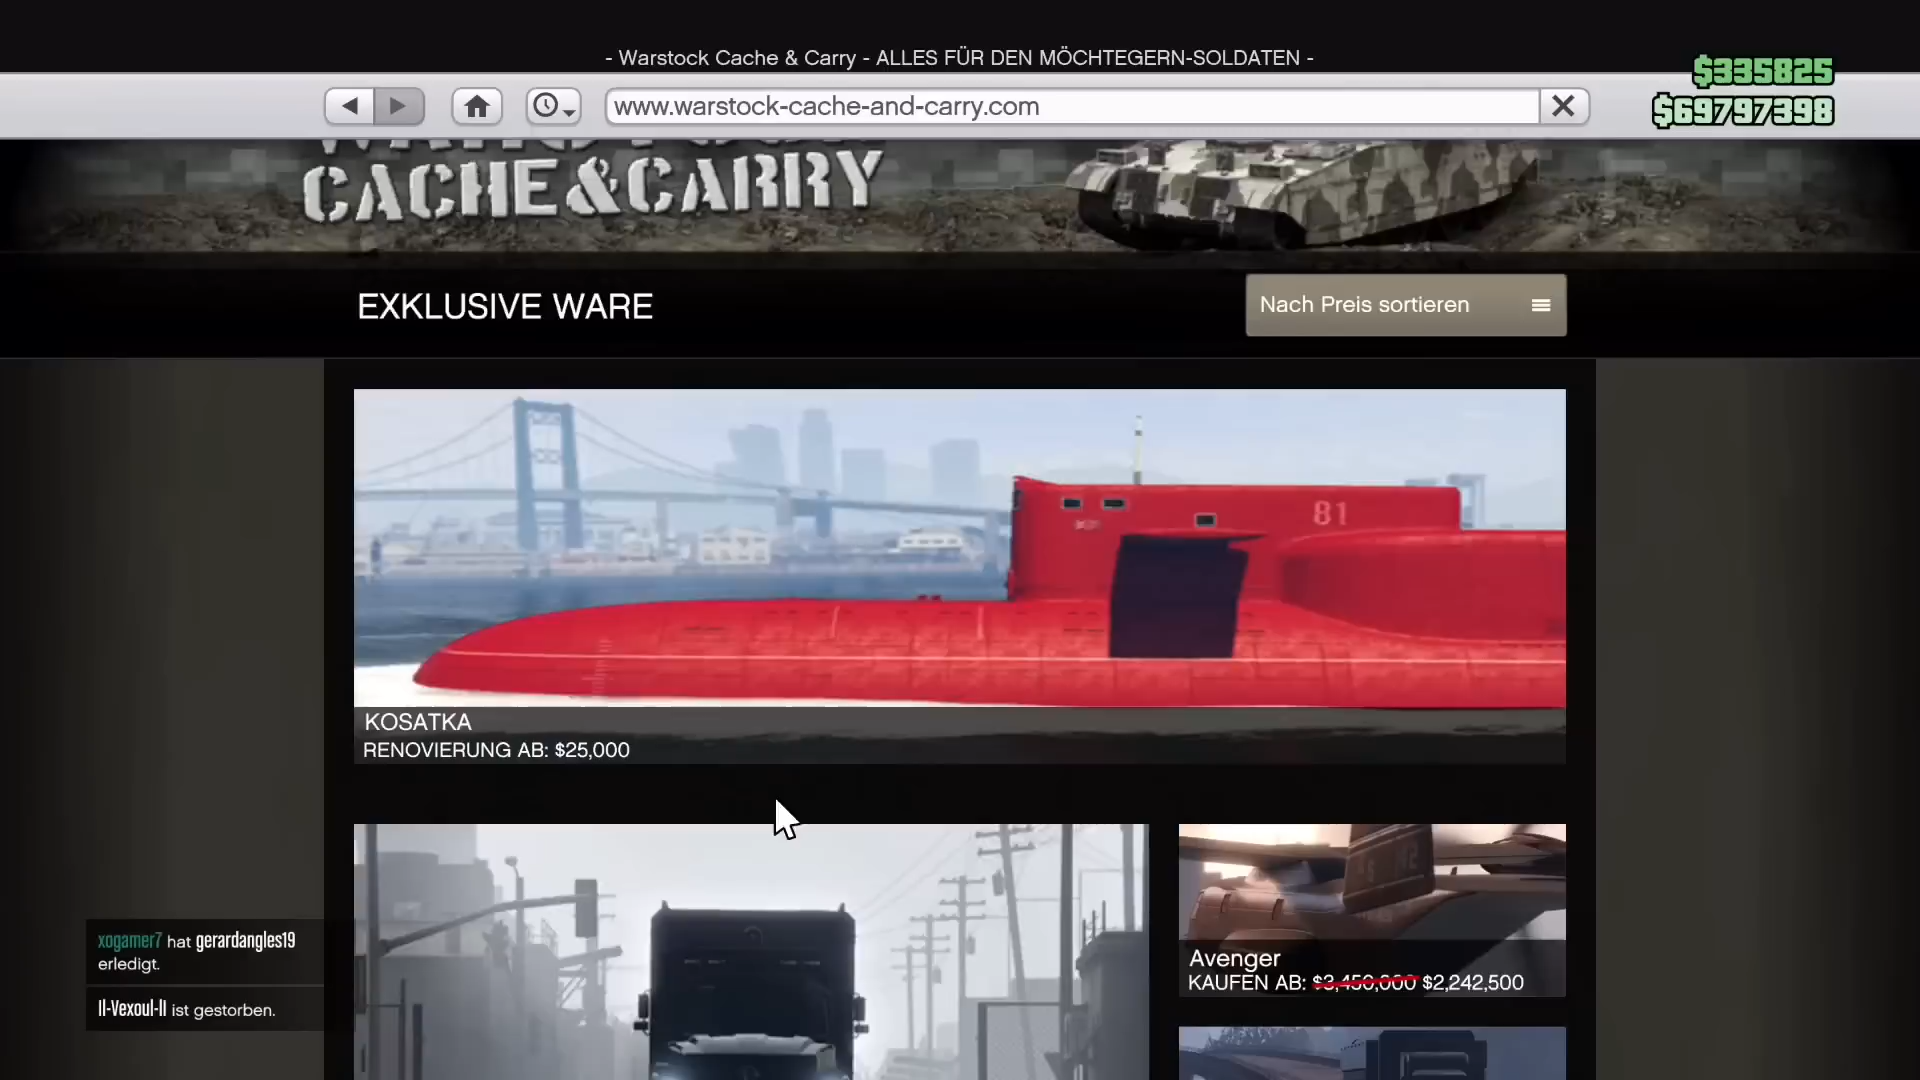 - Warstock Cache & Carry - ALLES FÜR DEN MÖCHTEGERN-SOLDATEN -
$335825
www.warstock-cache-and-carry.com
$69797398
CACHE&CARRY
EXKLUSIVE WARE
Nach Preis sortieren
81
KOSATKA
RENOVIERUNG AB: $25,000
Avenger
KAUFEN AB: $3,450,000 $2,242,500
xogamer7 hat gerardangles19
erledigt.
II-Vexoul-II ist gestorben.